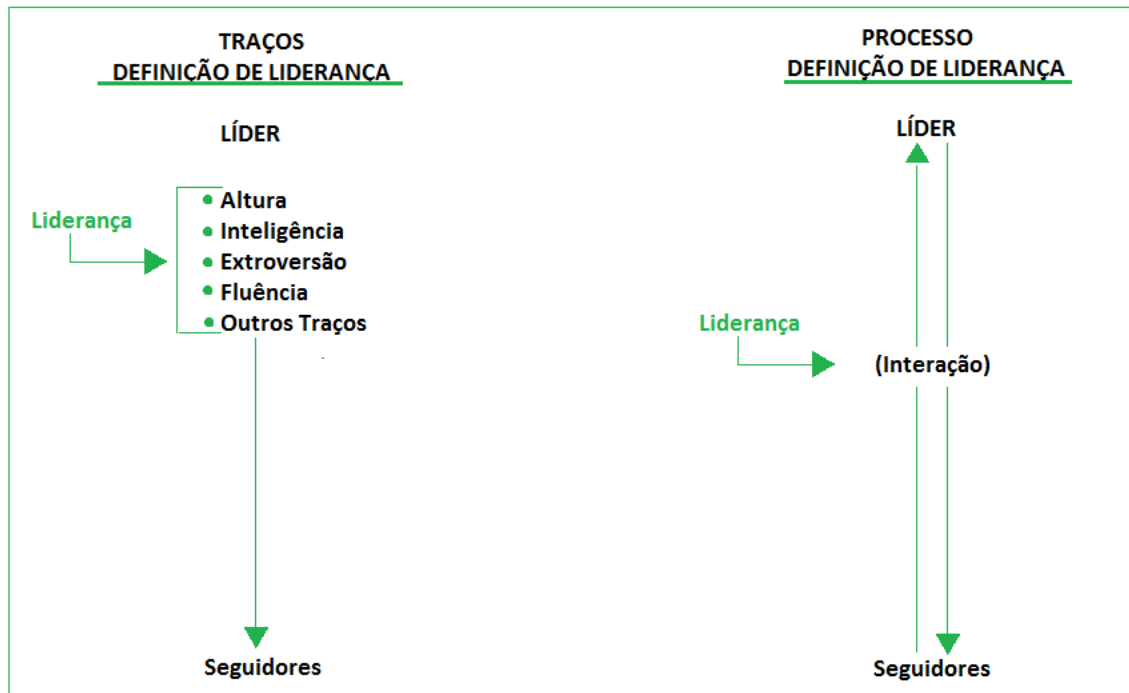 TRAÇOS
DEFINIÇÃO DE LIDERANÇA
LÍDER
Liderança
Altura
Inteligência
Extroversão
Fluência
Outros Traços
Seguidores
PROCESSO
DEFINIÇÃO DE LIDERANÇA
LÍDER
Liderança
(Interação)
Seguidores